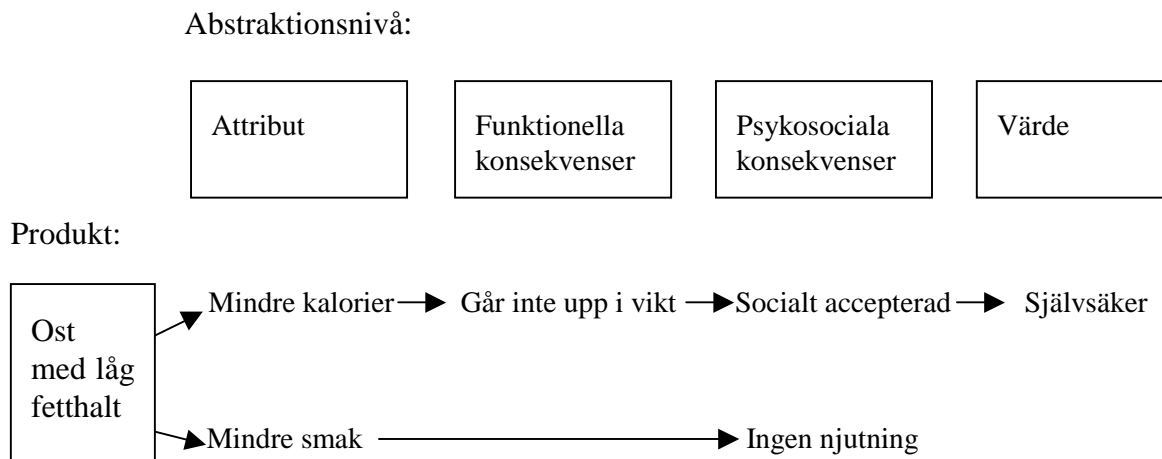 Abstraktionsnivå:
Attribut
Funktionella
konsekvenser
Psykosociala
konsekvenser
Värde
Produkt:
Ost
med låg
fetthalt
Mindre kalorier
Går inte upp i vikt
Socialt accepterad
Självsäker
Mindre smak
Ingen njutning